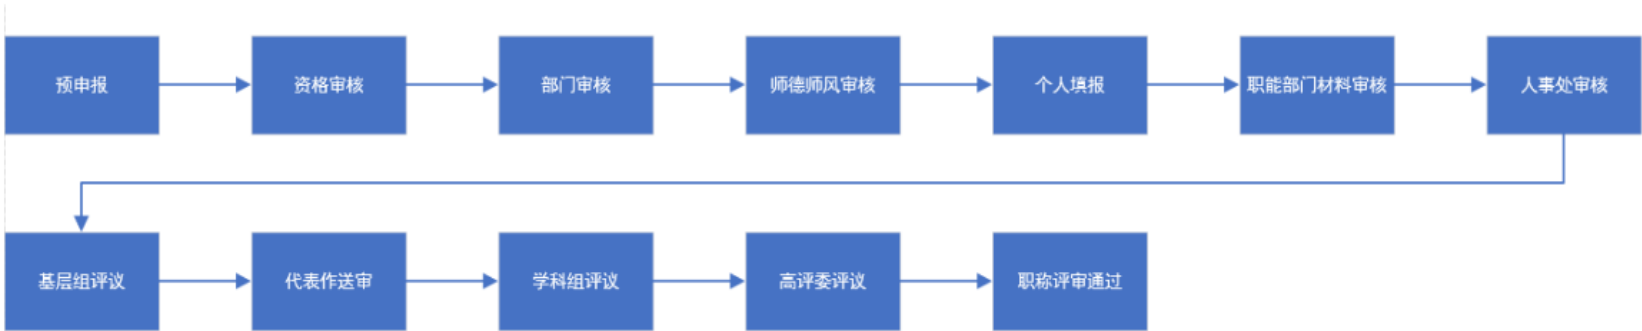 预申报
资格审核
部门审核
师德师风审核
个人填报
职能部门材料审核
人事处审核
基层组评议
代表作送审
学科组评议
高评委评议
职称评审通过